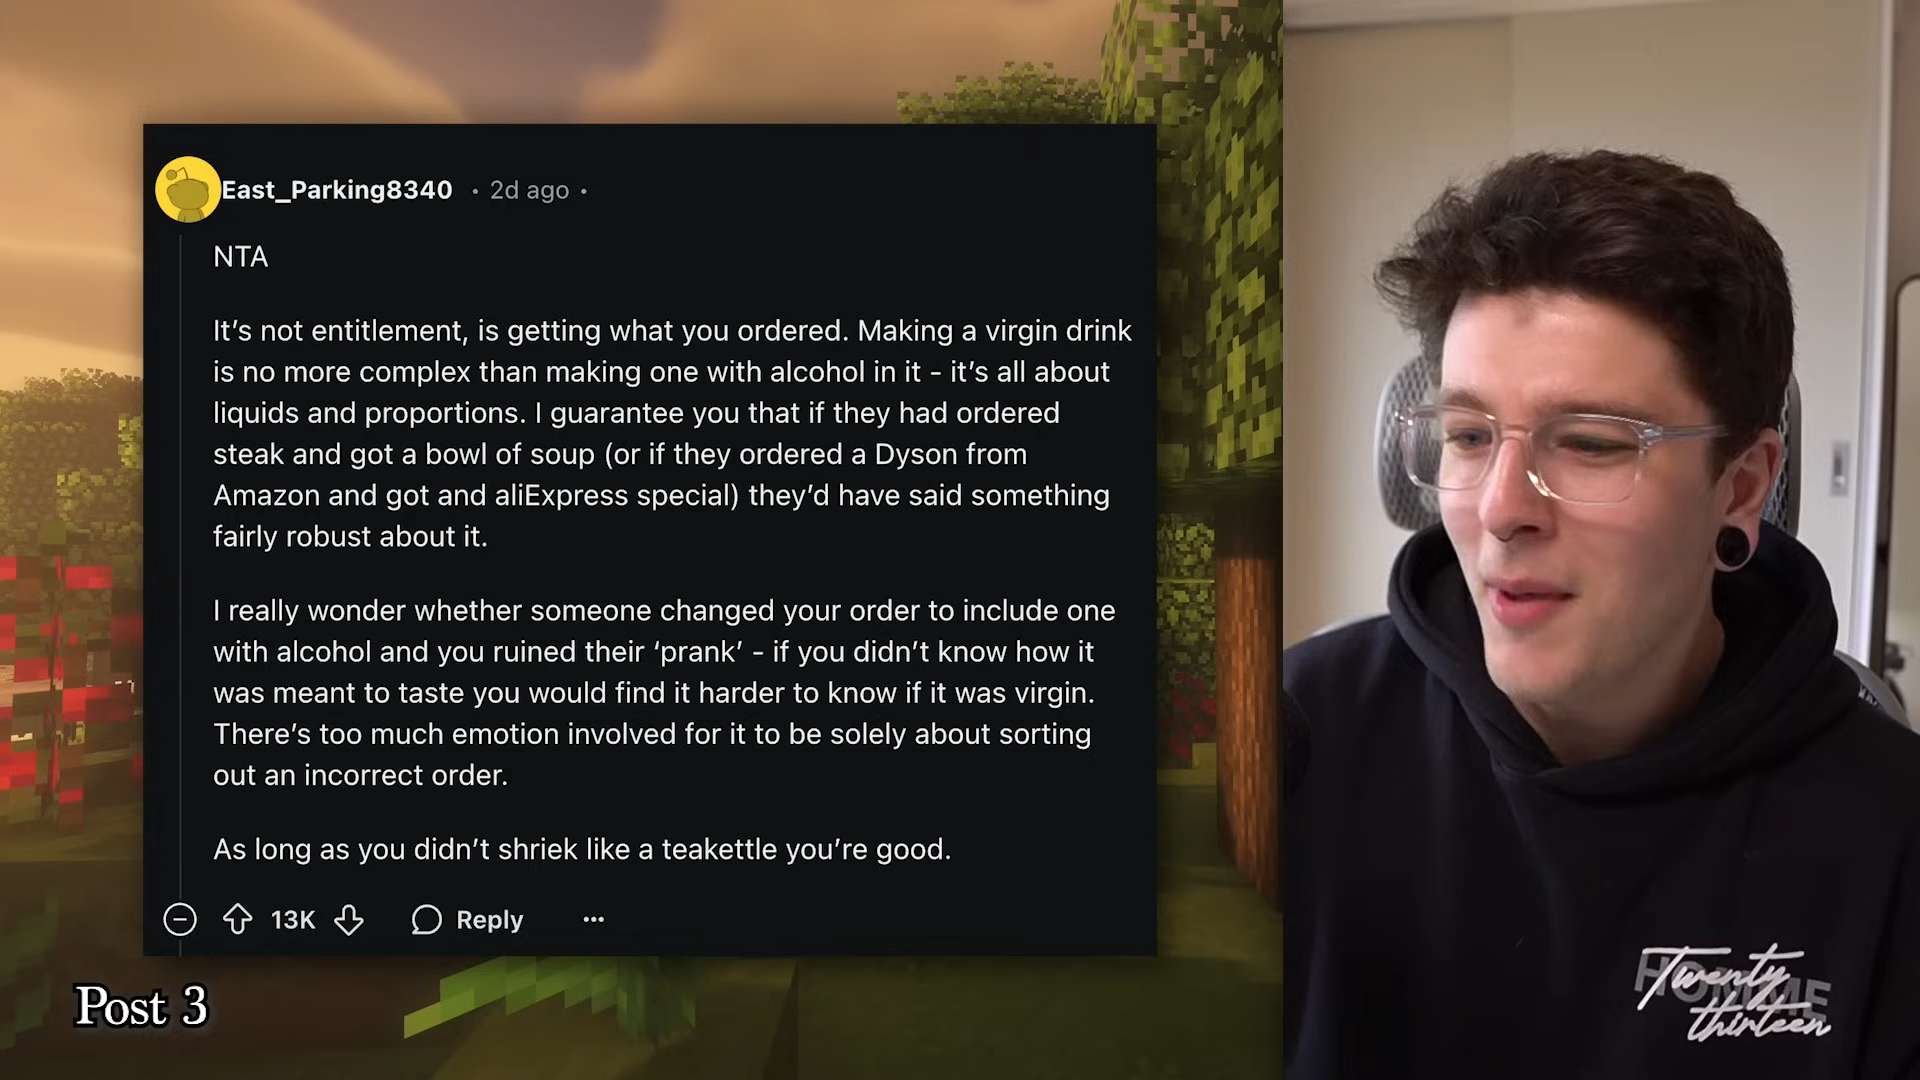 East_Parking8340 • 2d ago •
NTA
It’s not entitlement, is getting what you ordered. Making a virgin drink
is no more complex than making one with alcohol in it - it’s all about
liquids and proportions. I guarantee you that if they had ordered
steak and got a bowl of soup (or if they ordered a Dyson from
Amazon and got and aliExpress special) they’d have said something
fairly robust about it.
I really wonder whether someone changed your order to include one
with alcohol and you ruined their ‘prank’ - if you didn’t know how it
was meant to taste you would find it harder to know if it was virgin.
There’s too much emotion involved for it to be solely about sorting
out an incorrect order.
As long as you didn’t shriek like a teakettle you’re good.
13K Reply ...
Post 3
HOMME
Twenty
thirteen